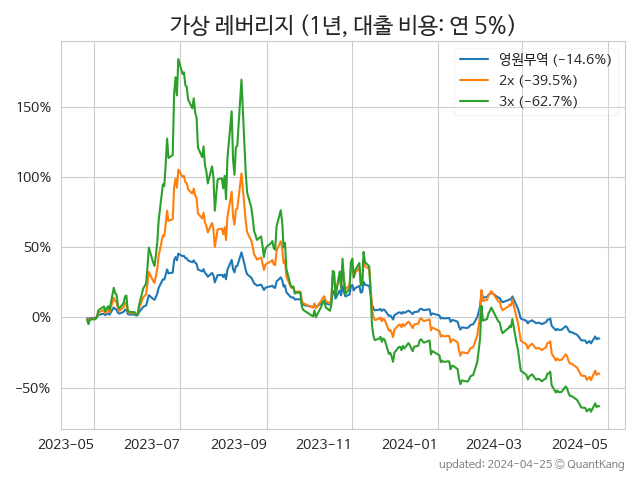 가상 레버리지 (1년, 대출 비용: 연 5%)
영원무역 (−14.6%)
2x (−39.5%)
3x (−62.7%)
150%
100%
50%
0%
−50%
2023-05 2023-07 2023-09 2023-11 2024-01 2024-03 2024-05
updated: 2024-04-25 © QuantKang